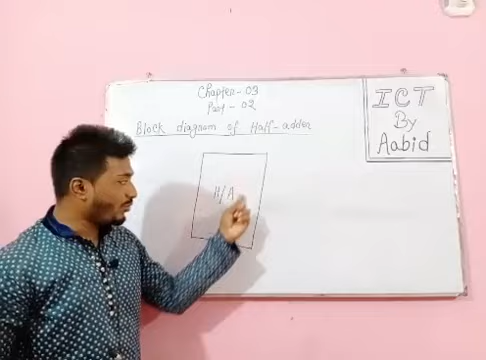 Chapter-03
Part-02
Block diagram of Half-adder
H/A
ICT
By
Aabid